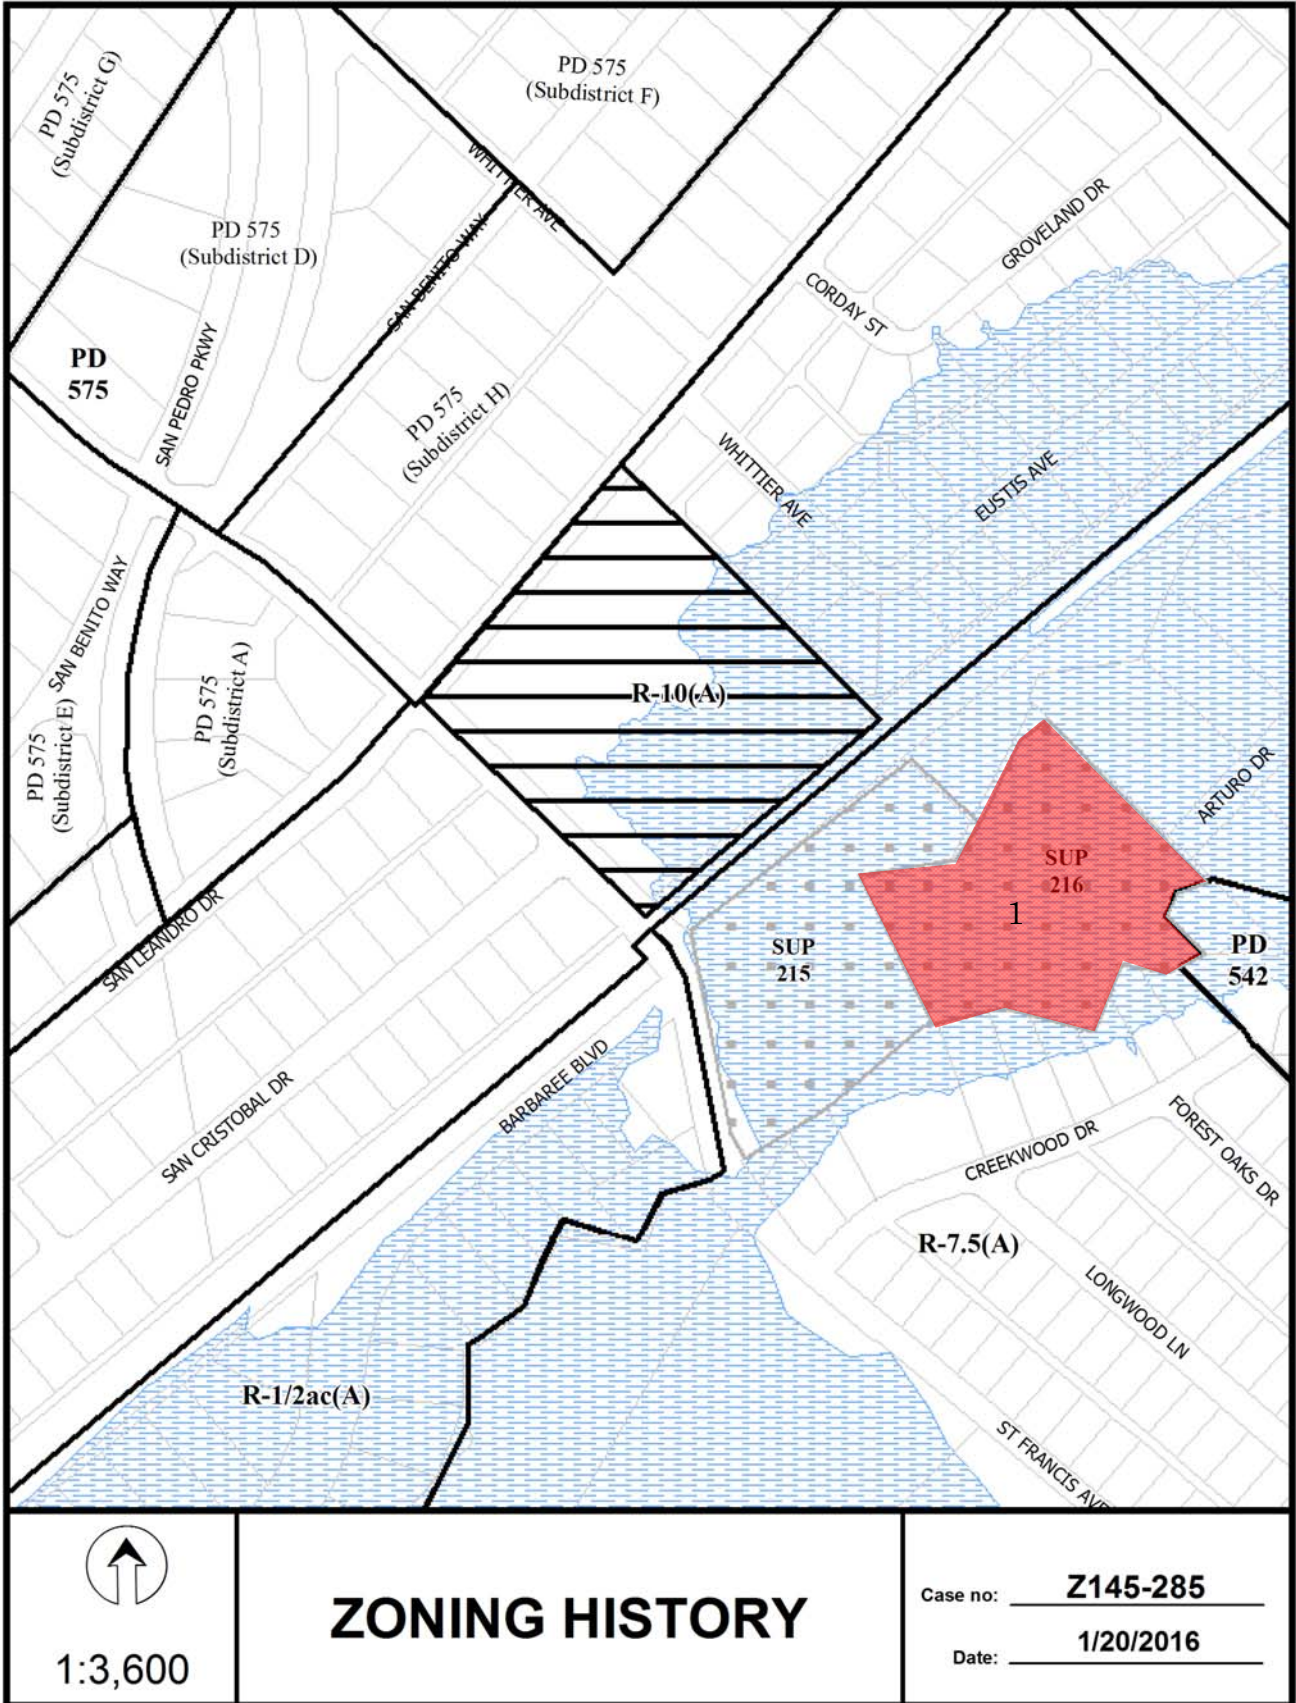 PD 575
(Subdistrict G)
PD 575
(Subdistrict F)
WHITTIER AVE
PD 575
(Subdistrict D)
SAN BENITO WAY
GROVELAND DR
CORDAY ST
PD
575
SAN PEDRO PKWY
PD 575
(Subdistrict H)
WHITTIER AVE
EUSTIS AVE
SAN BENITO WAY
PD 575
(Subdistrict A)
PD 575
(Subdistrict E)
R-10(A)
ARTURO DR
SUP
216
1
SUP
215
PD
542
SAN LEANDRO DR
SAN CRISTOBAL DR
BARBAREE BLVD
CREEKWOOD DR
FOREST OAKS DR
R-7.5(A)
LONGWOOD LN
R-1/2ac(A)
ST FRANCIS AVE
1:3,600
ZONING HISTORY
Case no: Z145-285
Date: 1/20/2016